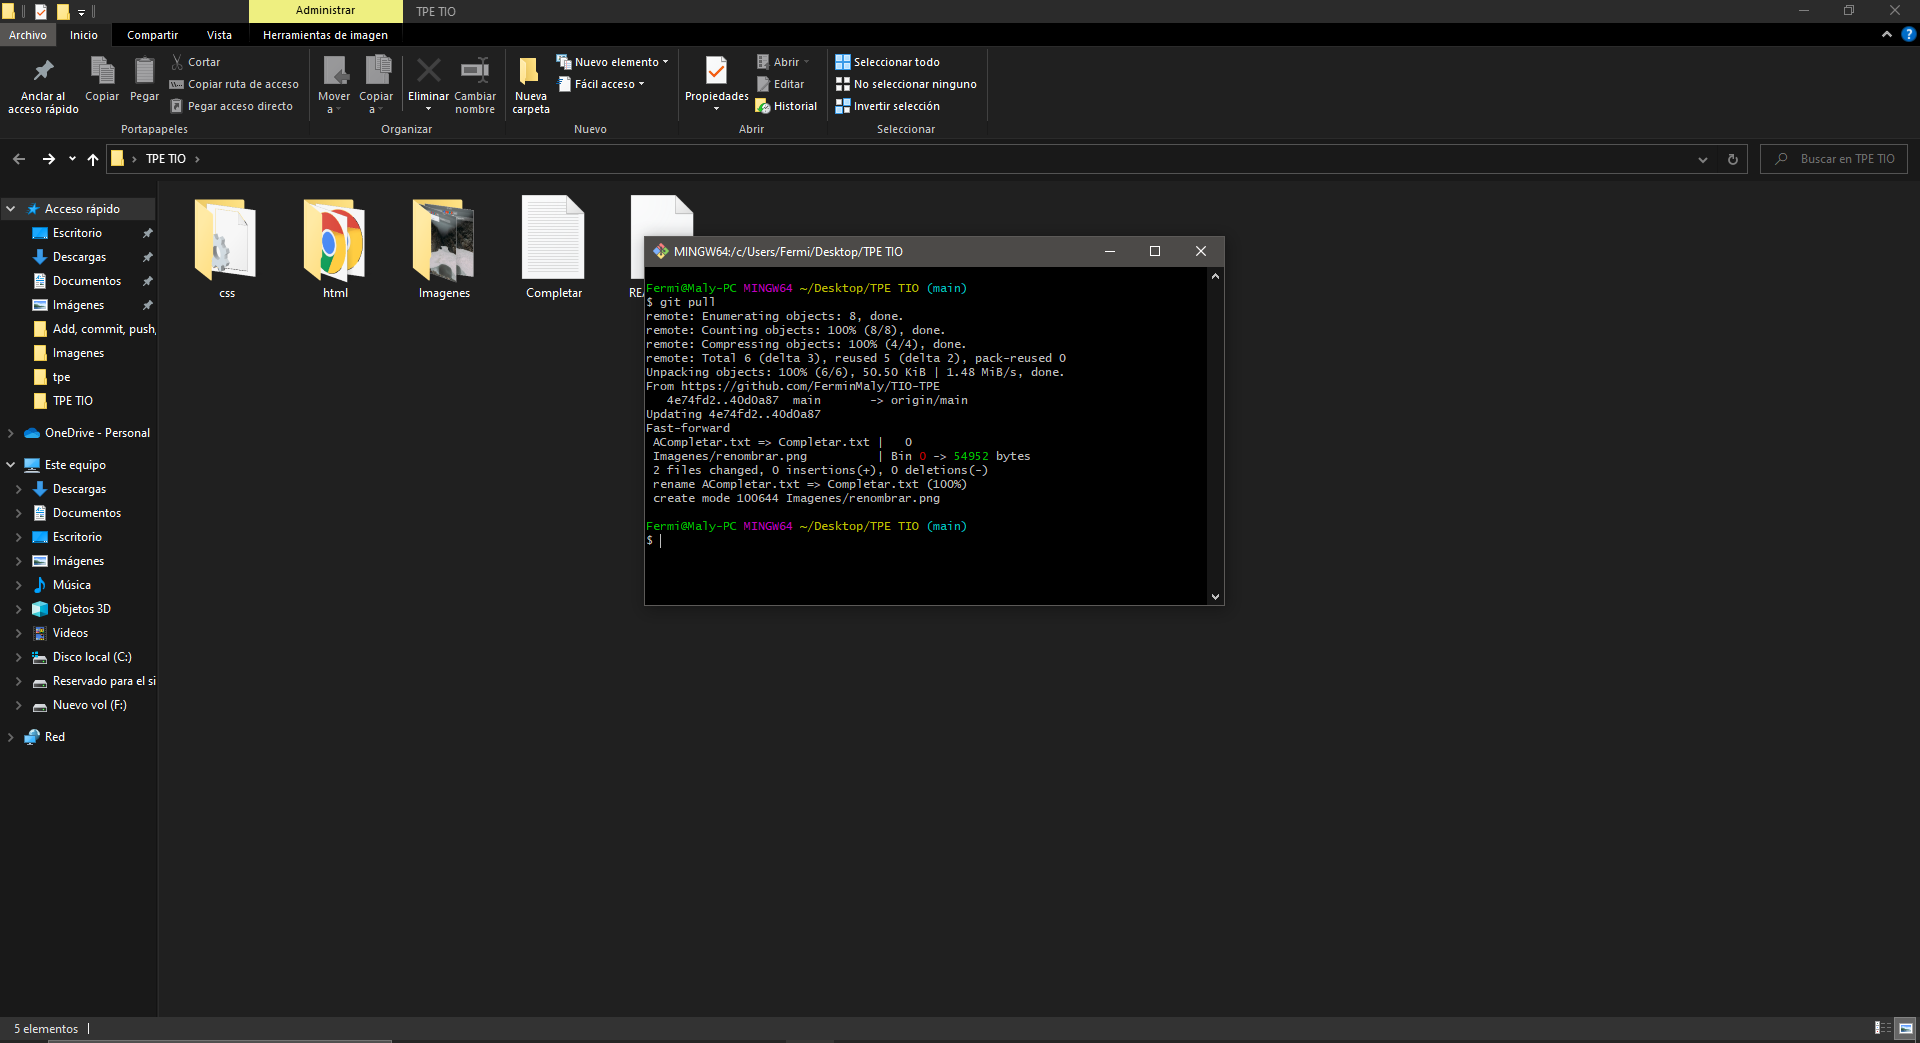 Administrar
TPE TIO
Archivo
Inicio
Compartir
Vista
Herramientas de imagen
Anclar al
acceso rápido
Copiar
Pegar
Cortar
Copiar ruta de acceso
Pegar acceso directo
Portapapeles
Mover
a
Copiar
a
Eliminar
Cambiar
nombre
Organizar
Nueva
carpeta
Nuevo elemento
Fácil acceso
Nuevo
Propiedades
Abrir
Editar
Historial
Abrir
Seleccionar todo
No seleccionar ninguno
Invertir selección
Seleccionar
TPE TIO
Buscar en TPE TIO
Acceso rápido
Escritorio
Descargas
Documentos
Imágenes
Add, commit, push,
Imagenes
tpe
TPE TIO
OneDrive - Personal
Este equipo
Descargas
Documentos
Escritorio
Imágenes
Música
Objetos 3D
Videos
Disco local (C:)
Reservado para el si
Nuevo vol (F:)
Red
css
html
Imagenes
Completar
REA
MINGW64:/c/Users/Fermi/Desktop/TPE TIO
Fermi@Maly-PC MINGW64 ~/Desktop/TPE TIO (main)
$ git pull
remote: Enumerating objects: 8, done.
remote: Counting objects: 100% (8/8), done.
remote: Compressing objects: 100% (4/4), done.
remote: Total 6 (delta 3), reused 5 (delta 2), pack-reused 0
Unpacking objects: 100% (6/6), 50.50 KiB | 1.48 MiB/s, done.
From https://github.com/FerminMaly/TIO-TPE
4e74fd2..40d0a87  main       -> origin/main
Updating 4e74fd2..40d0a87
Fast-forward
ACompletar.txt => Completar.txt |   0
Imagenes/renombrar.png          | Bin 0 -> 54952 bytes
2 files changed, 0 insertions(+), 0 deletions(-)
rename ACompletar.txt => Completar.txt (100%)
create mode 100644 Imagenes/renombrar.png
Fermi@Maly-PC MINGW64 ~/Desktop/TPE TIO (main)
$
5 elementos